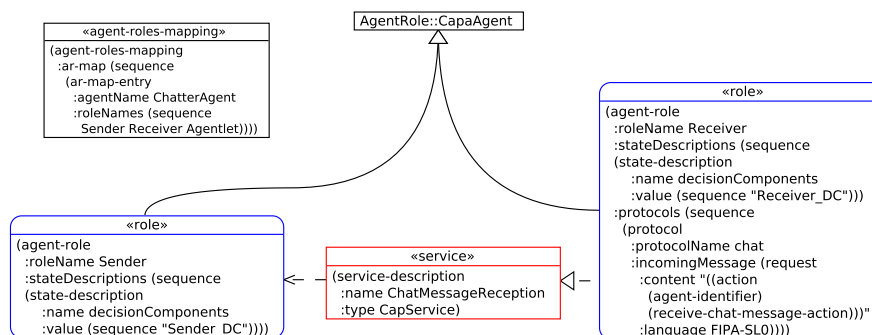 AgentRole::CapaAgent
«agent-roles-mapping»
(agent-roles-mapping
:ar-map (sequence
(ar-map-entry
:agentName ChatterAgent
:roleNames (sequence
Sender Receiver Agentlet))))
«role»
(agent-role
:roleName Receiver
:stateDescriptions (sequence
(state-description
:name decisionComponents
:value (sequence "Receiver_DC")))
:protocols (sequence
(protocol
:protocolName chat
:incomingMessage (request
:content "((action
(agent-identifier)
(receive-chat-message-action)))"
:language FIPA-SL0))))
«role»
(agent-role
:roleName Sender
:stateDescriptions (sequence
(state-description
:name decisionComponents
:value (sequence "Sender_DC"))))
«service»
(service-description
:name ChatMessageReception
:type CapService)